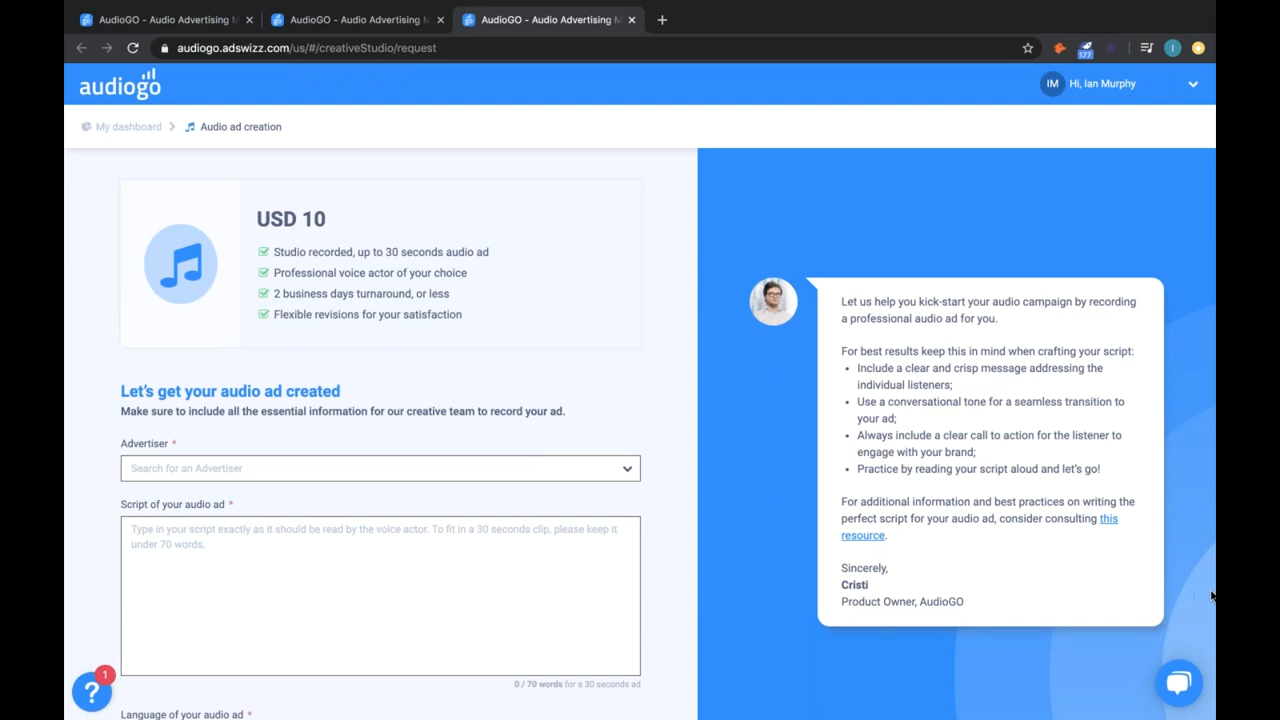 AudioGO - Audio Advertising M
AudioGO - Audio Advertising M
AudioGO - Audio Advertising M
audiogo.adswizz.com/us/#/creativeStudio/request
177
I
audiogo
IM
Hi, Ian Murphy
My dashboard
Audio ad creation
USD 10
Studio recorded, up to 30 seconds audio ad
Professional voice actor of your choice
2 business days turnaround, or less
Flexible revisions for your satisfaction
Let's get your audio ad created
Make sure to include all the essential information for our creative team to record your ad.
Advertiser *
Search for an Advertiser
Script of your audio ad *
Type in your script exactly as it should be read by the voice actor. To fit in a 30 seconds clip, please keep it
under 70 words.
0 / 70 words for a 30 seconds ad
Language of your audio ad *
?
1
Let us help you kick-start your audio campaign by recording
a professional audio ad for you.
For best results keep this in mind when crafting your script:
• Include a clear and crisp message addressing the
individual listeners;
• Use a conversational tone for a seamless transition to
your ad;
• Always include a clear call to action for the listener to
engage with your brand;
• Practice by reading your script aloud and let's go!
For additional information and best practices on writing the
perfect script for your audio ad, consider consulting this
resource.
Sincerely,
Cristi
Product Owner, AudioGO